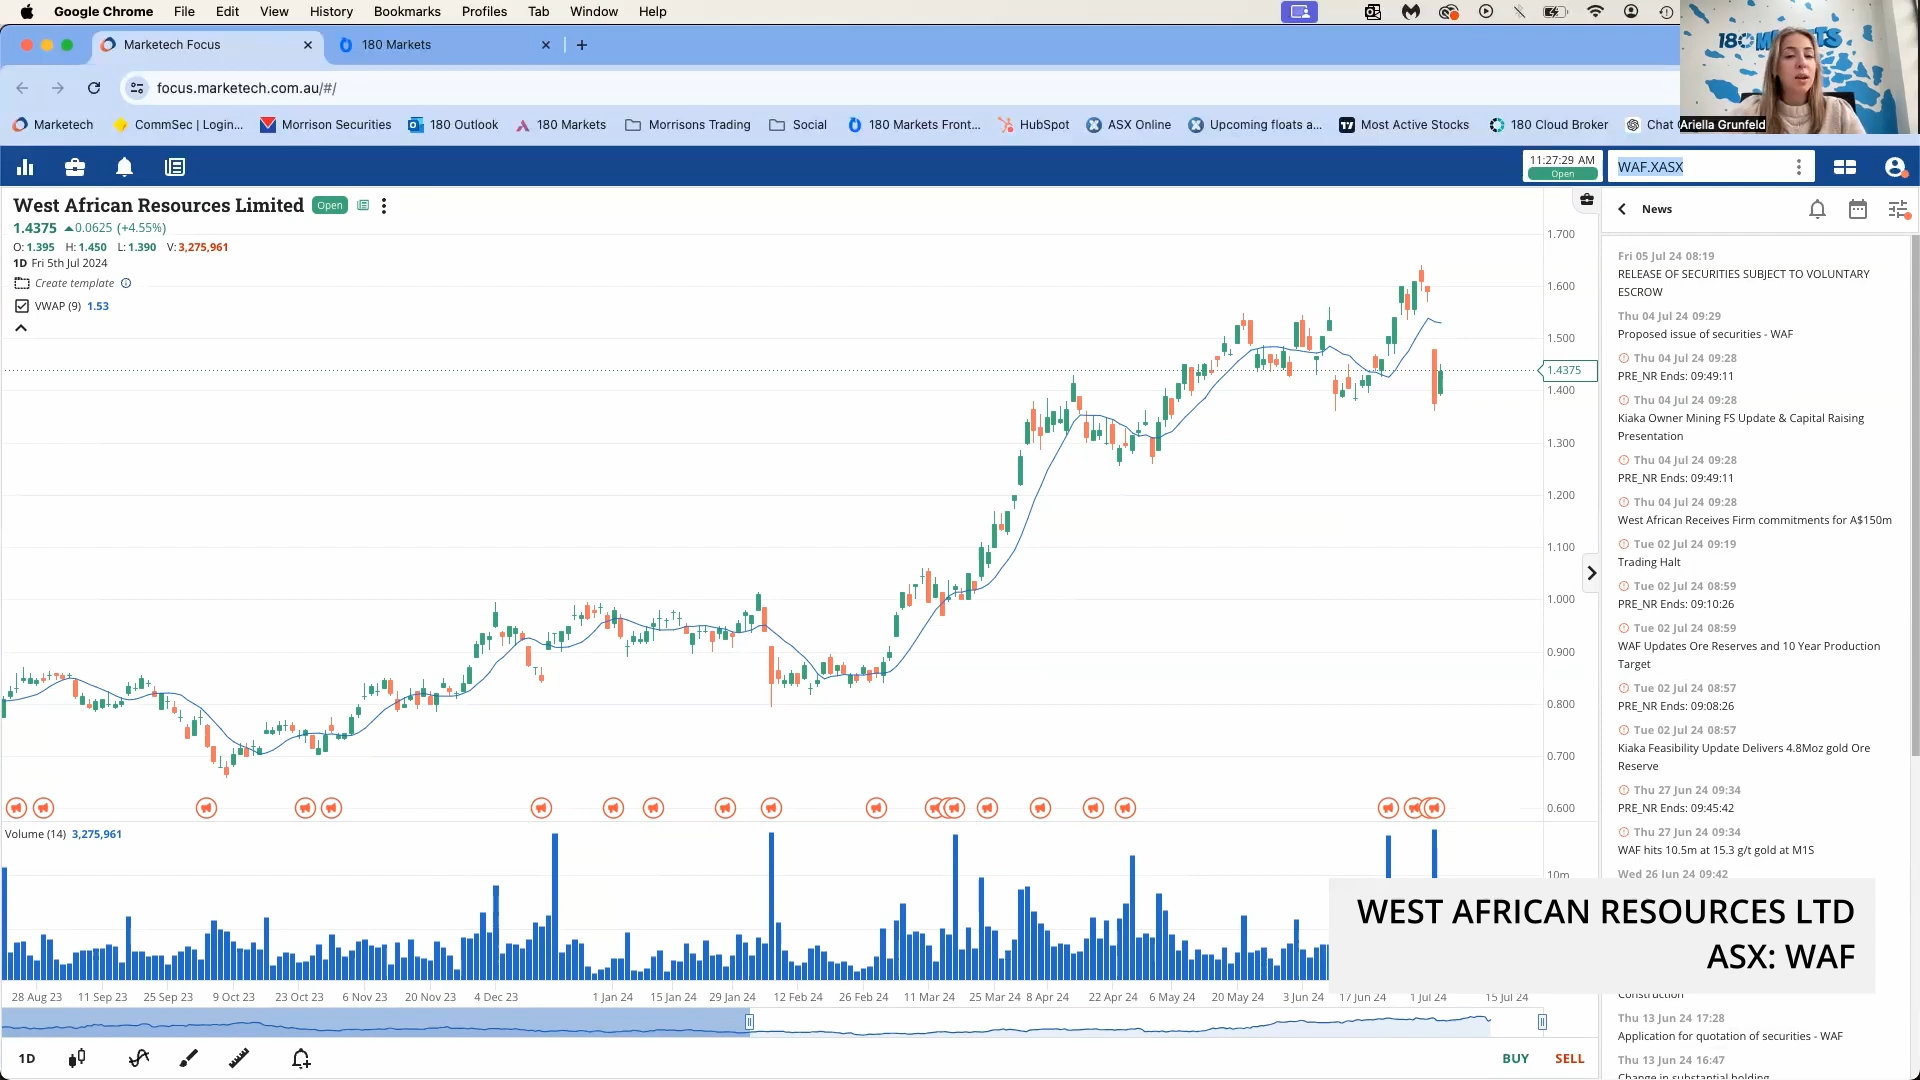 Google Chrome File Edit View History Bookmarks Profiles Tab Window Help
Marketech Focus
180 Markets
focus.marketech.com.au/#/
Marketech
CommSec | Login...
Morrison Securities
180 Outlook
180 Markets
Morrisons Trading
Social
180 Markets Front...
HubSpot
ASX Online
Upcoming floats a...
Most Active Stocks
180 Cloud Broker
Chat
Ariella Grunfeld
11:27:29 AM
Open
WAF.XASX
West African Resources Limited Open
1.4375 0.0625 (+4.55%)
O: 1.395 H: 1.450 L: 1.390 V: 3,275,961
1D Fri 5th Jul 2024
Create template
VWAP (9) 1.53
1.700
1.600
1.500
1.4375
1.400
1.300
1.200
1.100
1.000
0.900
0.800
0.700
0.600
Volume (14) 3,275,961
10m
28 Aug 23 11 Sep 23 25 Sep 23 9 Oct 23 23 Oct 23 6 Nov 23 20 Nov 23 4 Dec 23 1 Jan 24 15 Jan 24 29 Jan 24 12 Feb 24 26 Feb 24 11 Mar 24 25 Mar 24 8 Apr 24 22 Apr 24 6 May 24 20 May 24 3 Jun 24 17 Jun 24 1 Jul 24 15 Jul 24
1D
BUY SELL
News
Fri 05 Jul 24 08:19
RELEASE OF SECURITIES SUBJECT TO VOLUNTARY
ESCROW
Thu 04 Jul 24 09:29
Proposed issue of securities - WAF
Thu 04 Jul 24 09:28
PRE_NR Ends: 09:49:11
Thu 04 Jul 24 09:28
Kiaka Owner Mining FS Update & Capital Raising
Presentation
Thu 04 Jul 24 09:28
PRE_NR Ends: 09:49:11
Thu 04 Jul 24 09:28
West African Receives Firm commitments for A$150m
Tue 02 Jul 24 09:19
Trading Halt
Tue 02 Jul 24 08:59
PRE_NR Ends: 09:10:26
Tue 02 Jul 24 08:59
WAF Updates Ore Reserves and 10 Year Production
Target
Tue 02 Jul 24 08:57
PRE_NR Ends: 09:08:26
Tue 02 Jul 24 08:57
Kiaka Feasibility Update Delivers 4.8Moz gold Ore
Reserve
Thu 27 Jun 24 09:34
PRE_NR Ends: 09:45:42
Thu 27 Jun 24 09:34
WAF hits 10.5m at 15.3 g/t gold at M1S
Wed 26 Jun 24 09:42
WEST AFRICAN RESOURCES LTD
ASX: WAF
Construction
Thu 13 Jun 24 17:28
Application for quotation of securities - WAF
Thu 13 Jun 24 16:47
Change in substantial holding